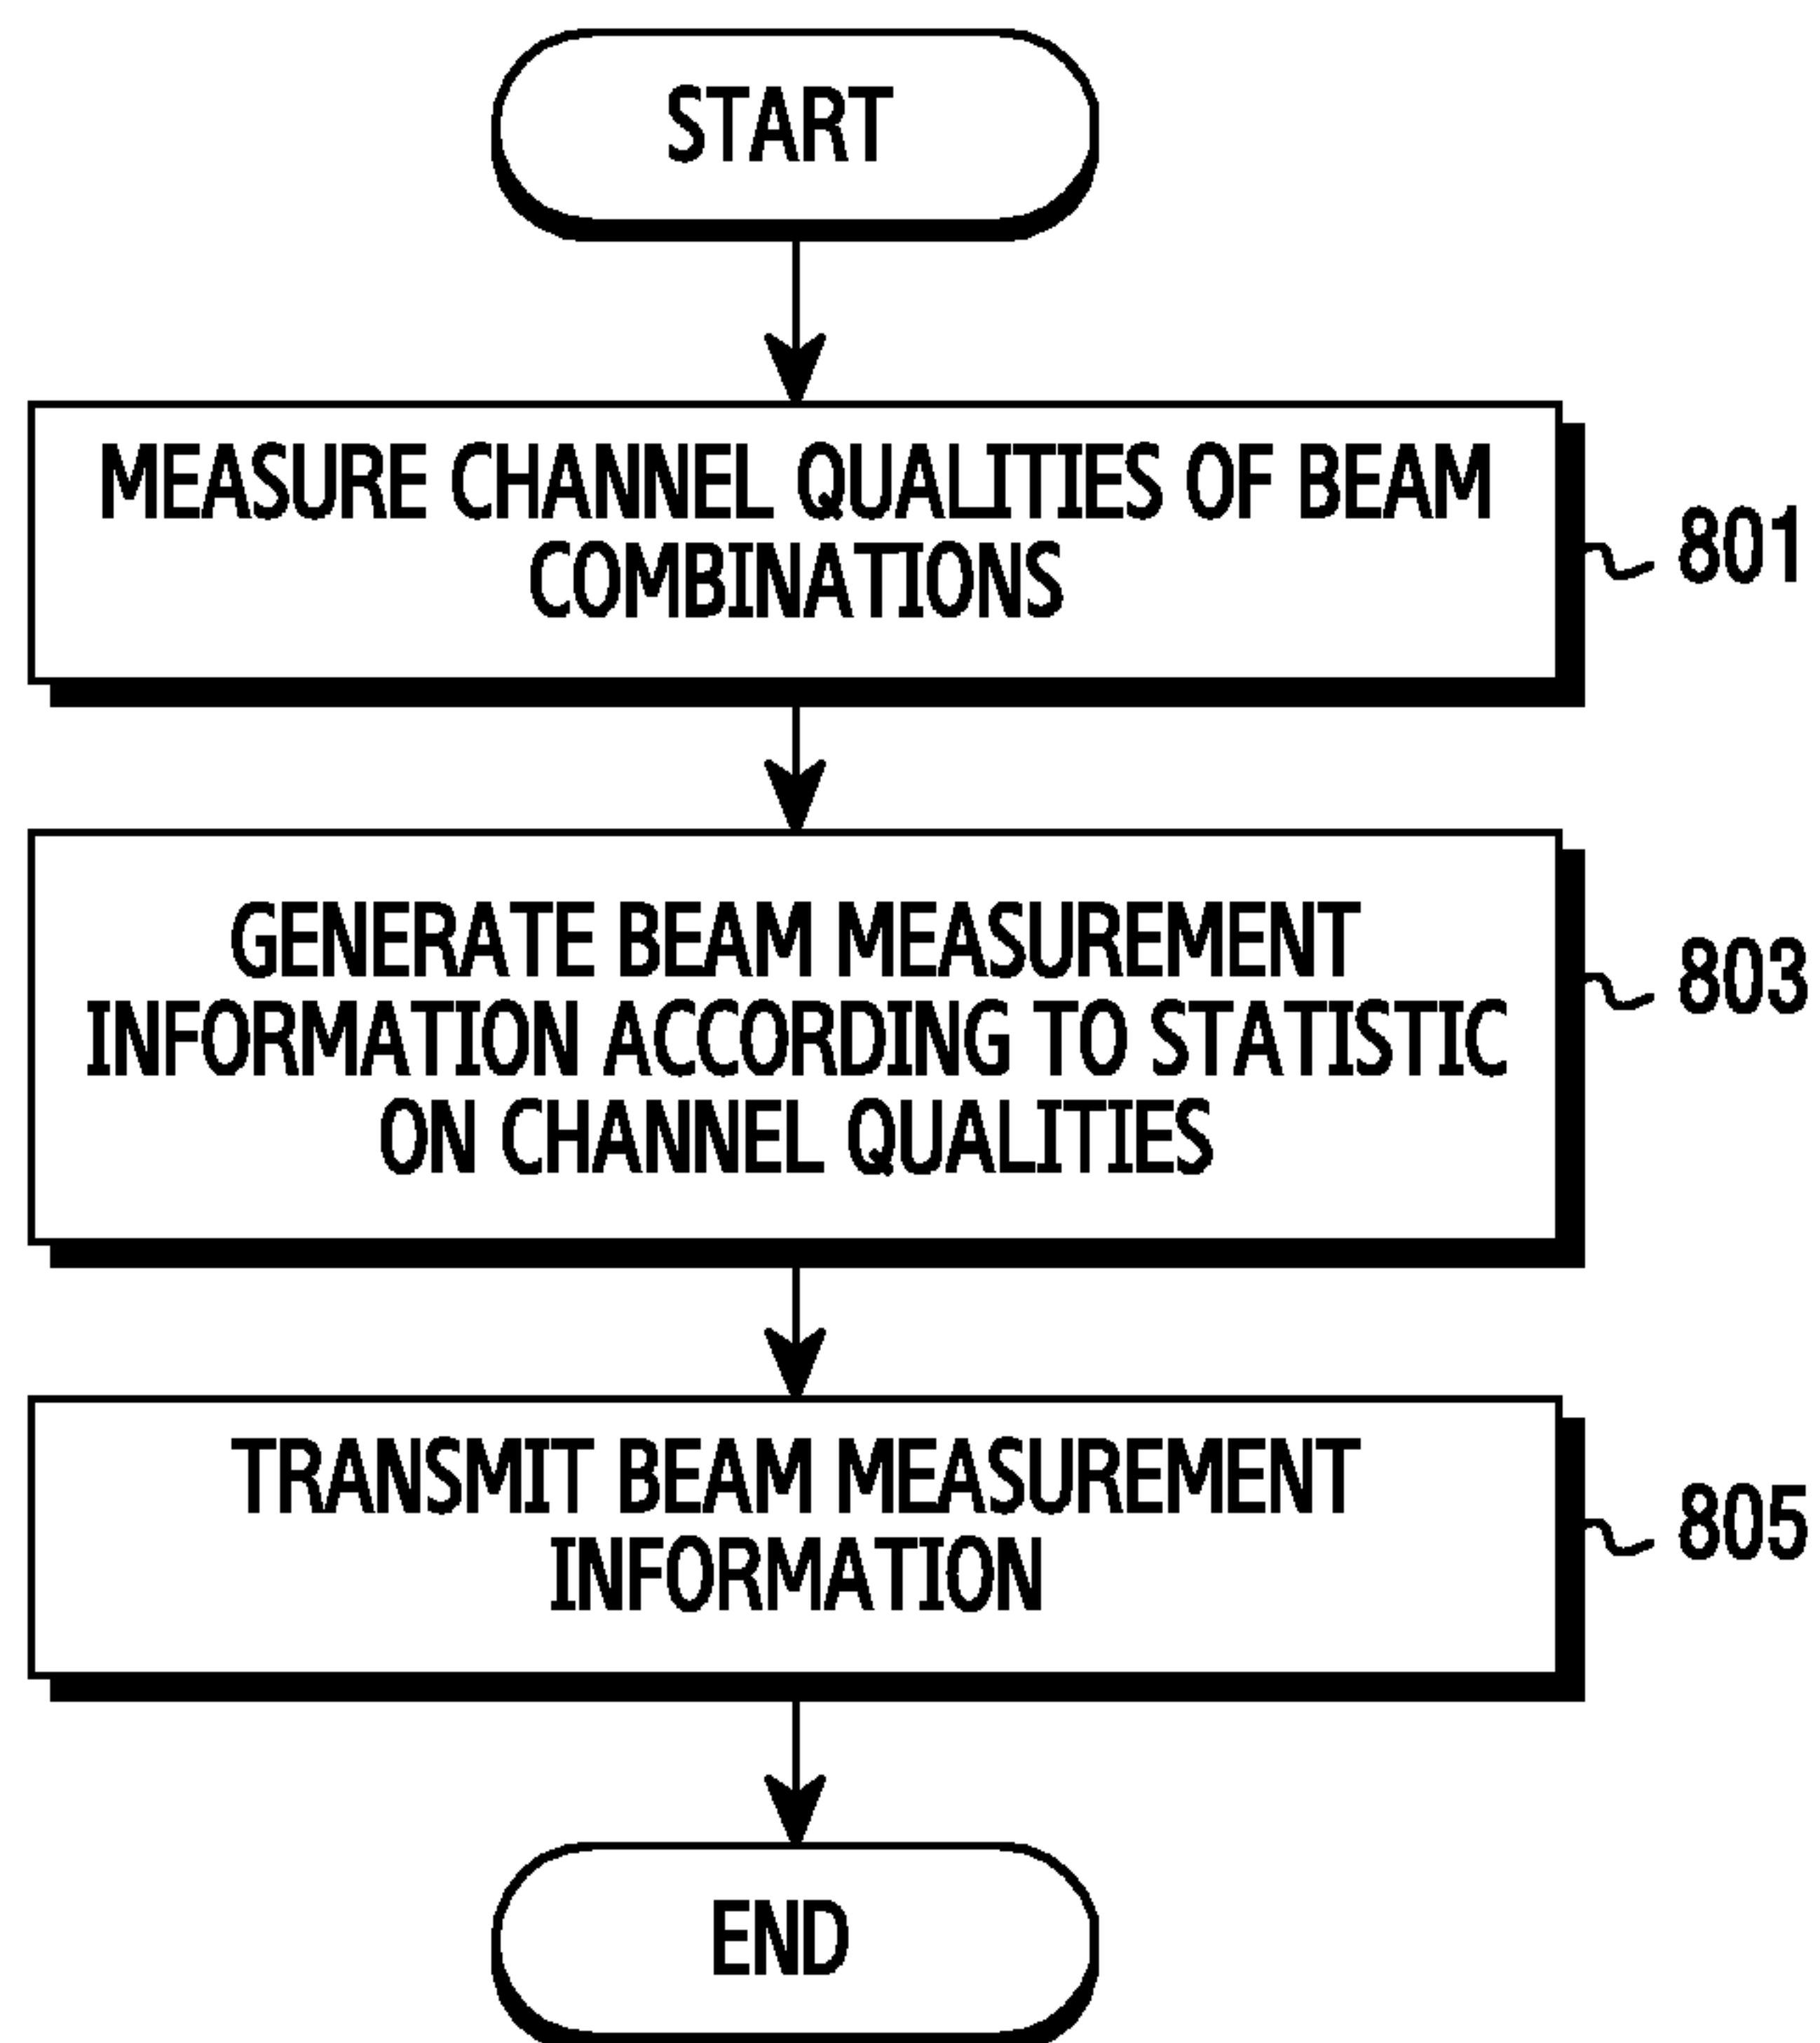 START
MEASURE CHANNEL QUALITIES OF BEAM
COMBINATIONS
801
GENERATE BEAM MEASUREMENT
INFORMATION ACCORDING TO STATISTIC
ON CHANNEL QUALITIES
803
TRANSMIT BEAM MEASUREMENT
INFORMATION
805
END